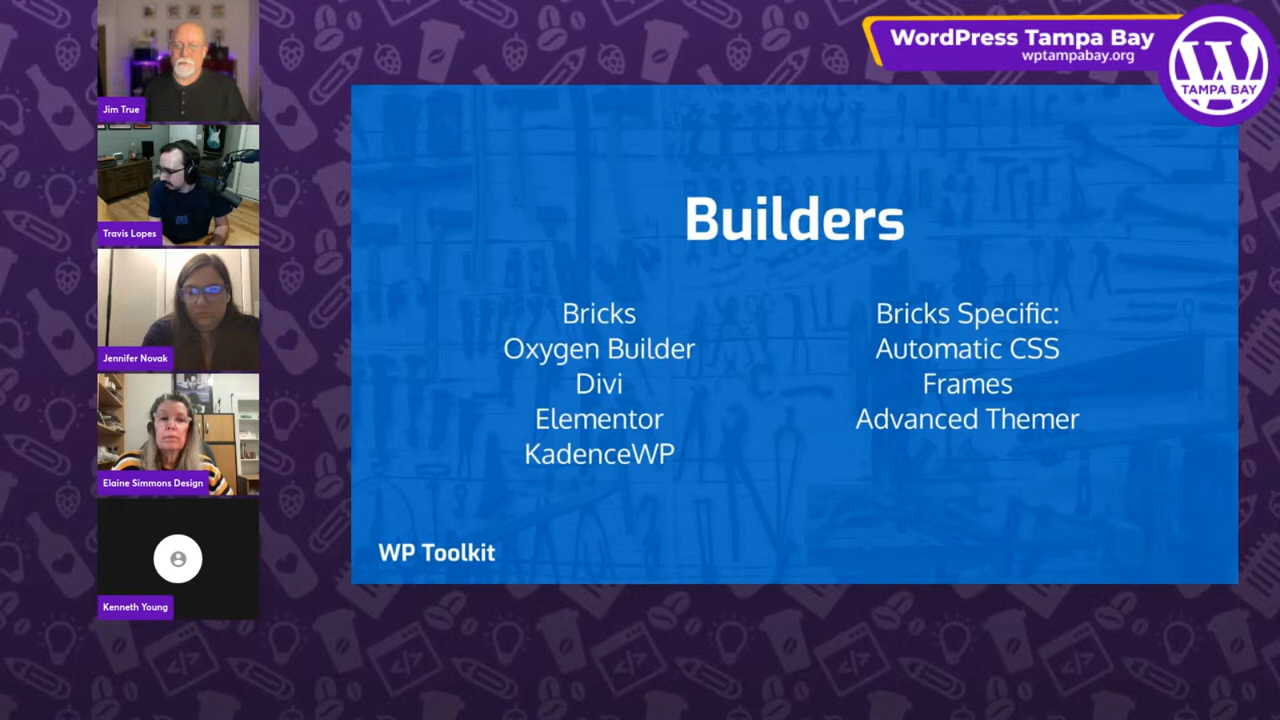 Jim True
Travis Lopes
Jennifer Novak
Elaine Simmons Design
Kenneth Young
WordPress Tampa Bay
wptampabay.org
W
TAMPA BAY
Builders
Bricks
Oxygen Builder
Divi
Elementor
KadenceWP
Bricks Specific:
Automatic CSS
Frames
Advanced Themer
WP Toolkit